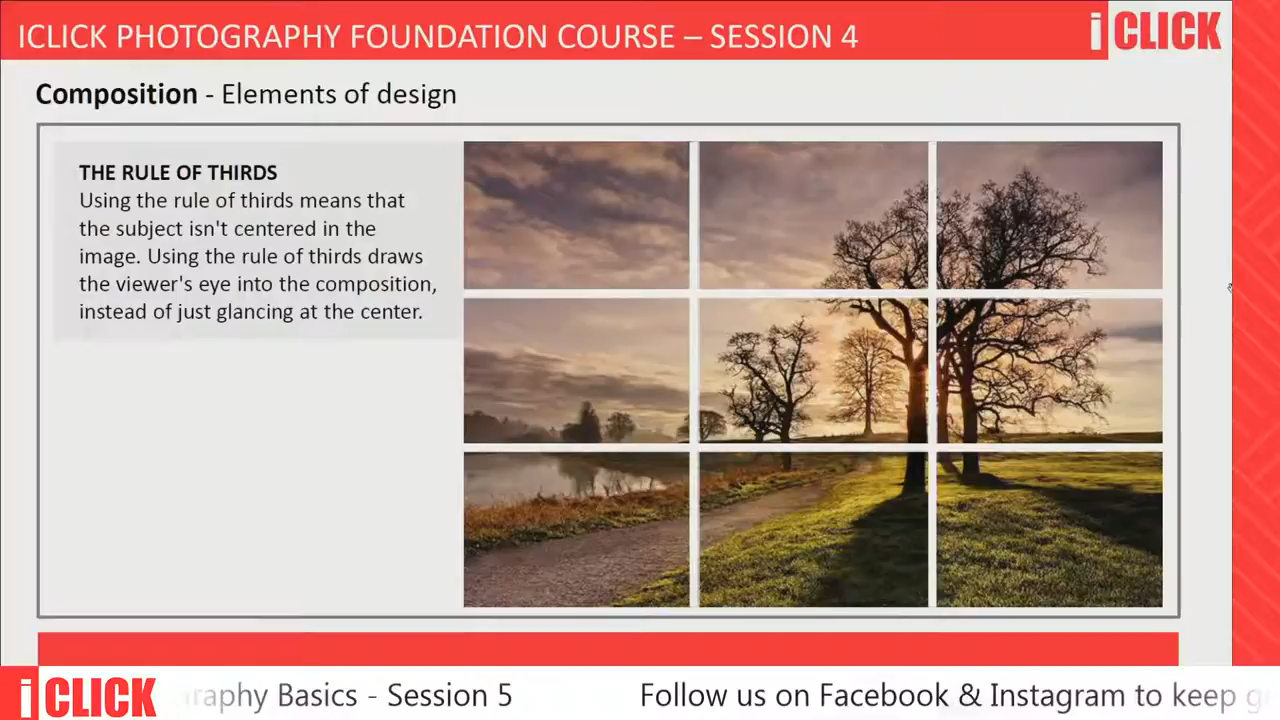 ICLICK PHOTOGRAPHY FOUNDATION COURSE – SESSION 4
iCLICK
Composition - Elements of design
THE RULE OF THIRDS
Using the rule of thirds means that
the subject isn't centered in the
image. Using the rule of thirds draws
the viewer's eye into the composition,
instead of just glancing at the center.
iCLICK
raphy Basics - Session 5
Follow us on Facebook & Instagram to keep